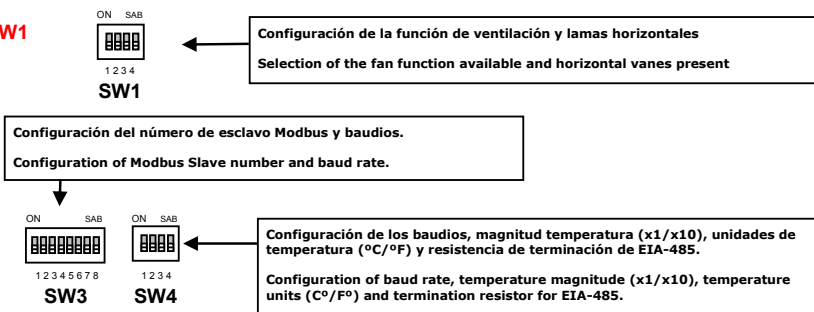 W1
ON SAB
1 2 3 4
SW1
Configuración de la función de ventilación y lamas horizontales
Selection of the fan function available and horizontal vanes present
Configuración del número de esclavo Modbus y baudios.
Configuration of Modbus Slave number and baud rate.
ON SAB
1 2 3 4 5 6 7 8
SW3
ON SAB
1 2 3 4
SW4
Configuración de los baudios, magnitud temperatura (x1/x10), unidades de
temperatura (ºC/ºF) y resistencia de terminación de EIA-485.
Configuration of baud rate, temperature magnitude (x1/x10), temperature
units (Cº/Fº) and termination resistor for EIA-485.